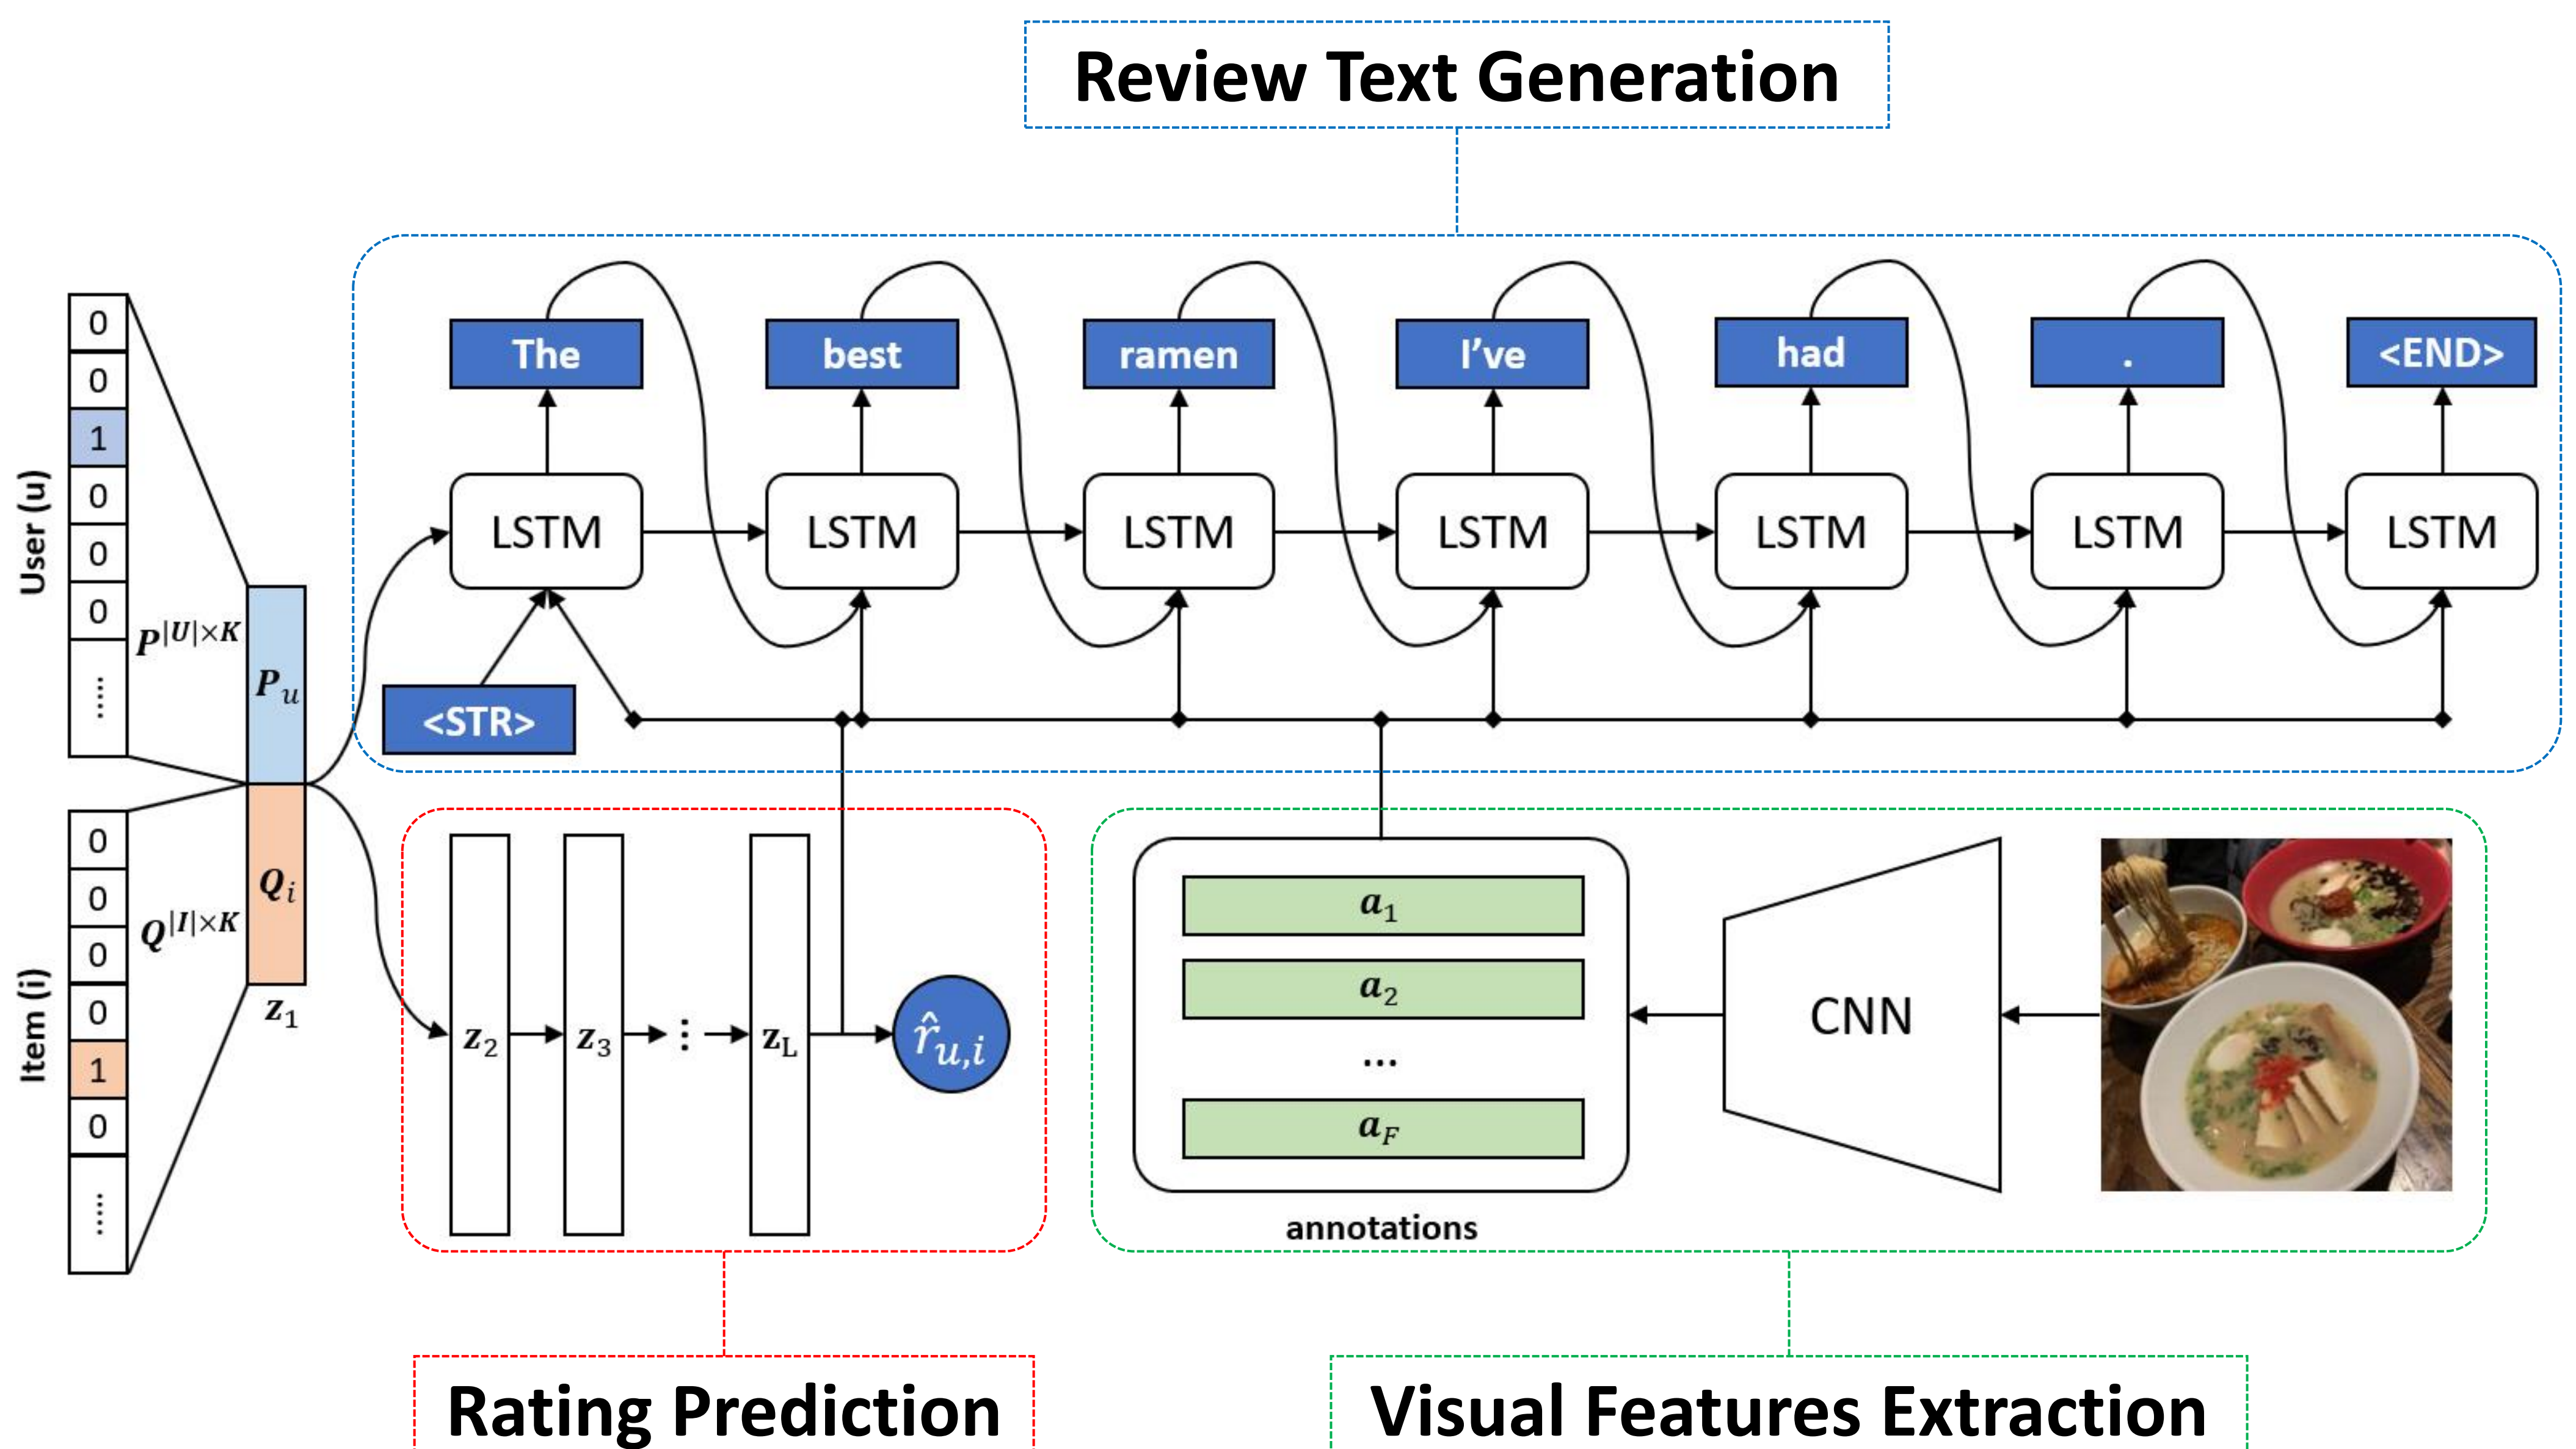 Review Text Generation
The best ramen I've had . <END>
LSTM LSTM LSTM LSTM LSTM LSTM LSTM
<STR>
User (u)
0
0
1
0
0
0
......
P^{|U|×K}
P_u
Item (i)
0
0
0
0
1
0
......
Q^{|I|×K}
Q_i
z_1
z_2 z_3 ... z_L
r̂_{u,i}
a_1
a_2
...
a_F
annotations
CNN
Rating Prediction
Visual Features Extraction